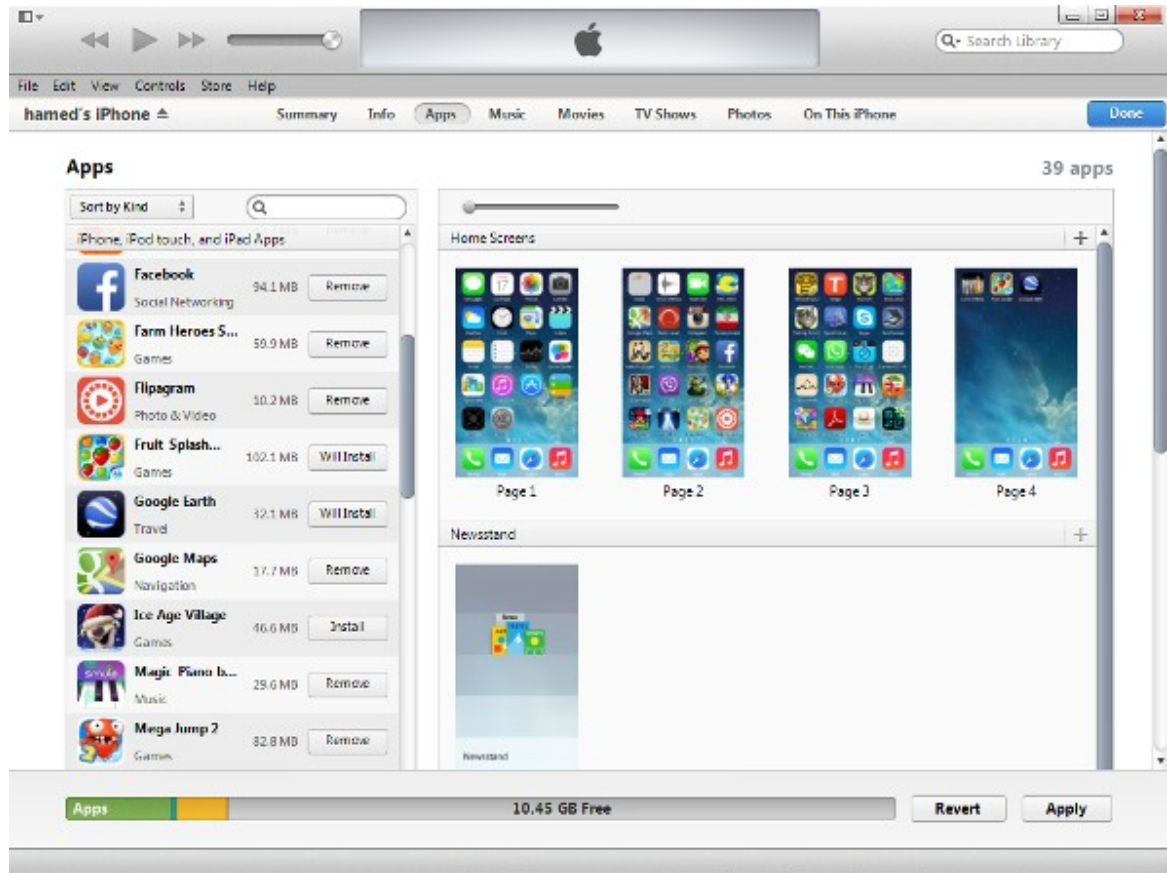 Search Library
File Edit View Controls Store Help
hamed's iPhone Summary Info Apps Music Movies TV Shows Photos On This iPhone Done
Apps 39 apps
Sort by Kind
iPhone, iPod touch, and iPad Apps
Home Screens
Facebook
Social Networking
94.1 MB Remove
Farm Heroes S...
Games
59.9 MB Remove
Flipagram
Photo & Video
Remove
Fruit Splash...
Games
102.1 MB Will Install
Google Earth
Travel
32.1 MB Will Install
Google Maps
Navigation
17.7 MB Remove
Ice Age Village
Games
46.6 MB Install
Magic Piano b...
Music
29.6 MB Remove
Mega Jump 2
Games
82.8 MB Remove
Page 1 Page 2 Page 3 Page 4
Newsstand
Newsstand
Apps 10.45 GB Free Revert Apply